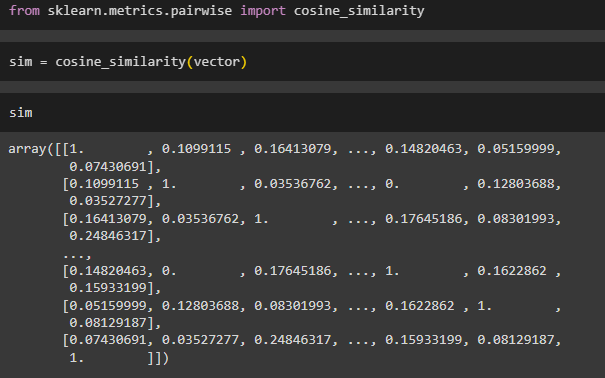 from sklearn.metrics.pairwise import cosine_similarity
sim = cosine_similarity(vector)
sim
array([[1.        , 0.1099115 , 0.16413079, ..., 0.14820463, 0.05159999,
        0.07430691],
       [0.1099115 , 1.        , 0.03536762, ..., 0.        , 0.12803688,
        0.03527277],
       [0.16413079, 0.03536762, 1.        , ..., 0.17645186, 0.08301993,
        0.24846317],
       ...,
       [0.14820463, 0.        , 0.17645186, ..., 1.        , 0.1622862 ,
        0.15933199],
       [0.05159999, 0.12803688, 0.08301993, ..., 0.1622862 , 1.        ,
        0.08129187],
       [0.07430691, 0.03527277, 0.24846317, ..., 0.15933199, 0.08129187,
        1.        ]])